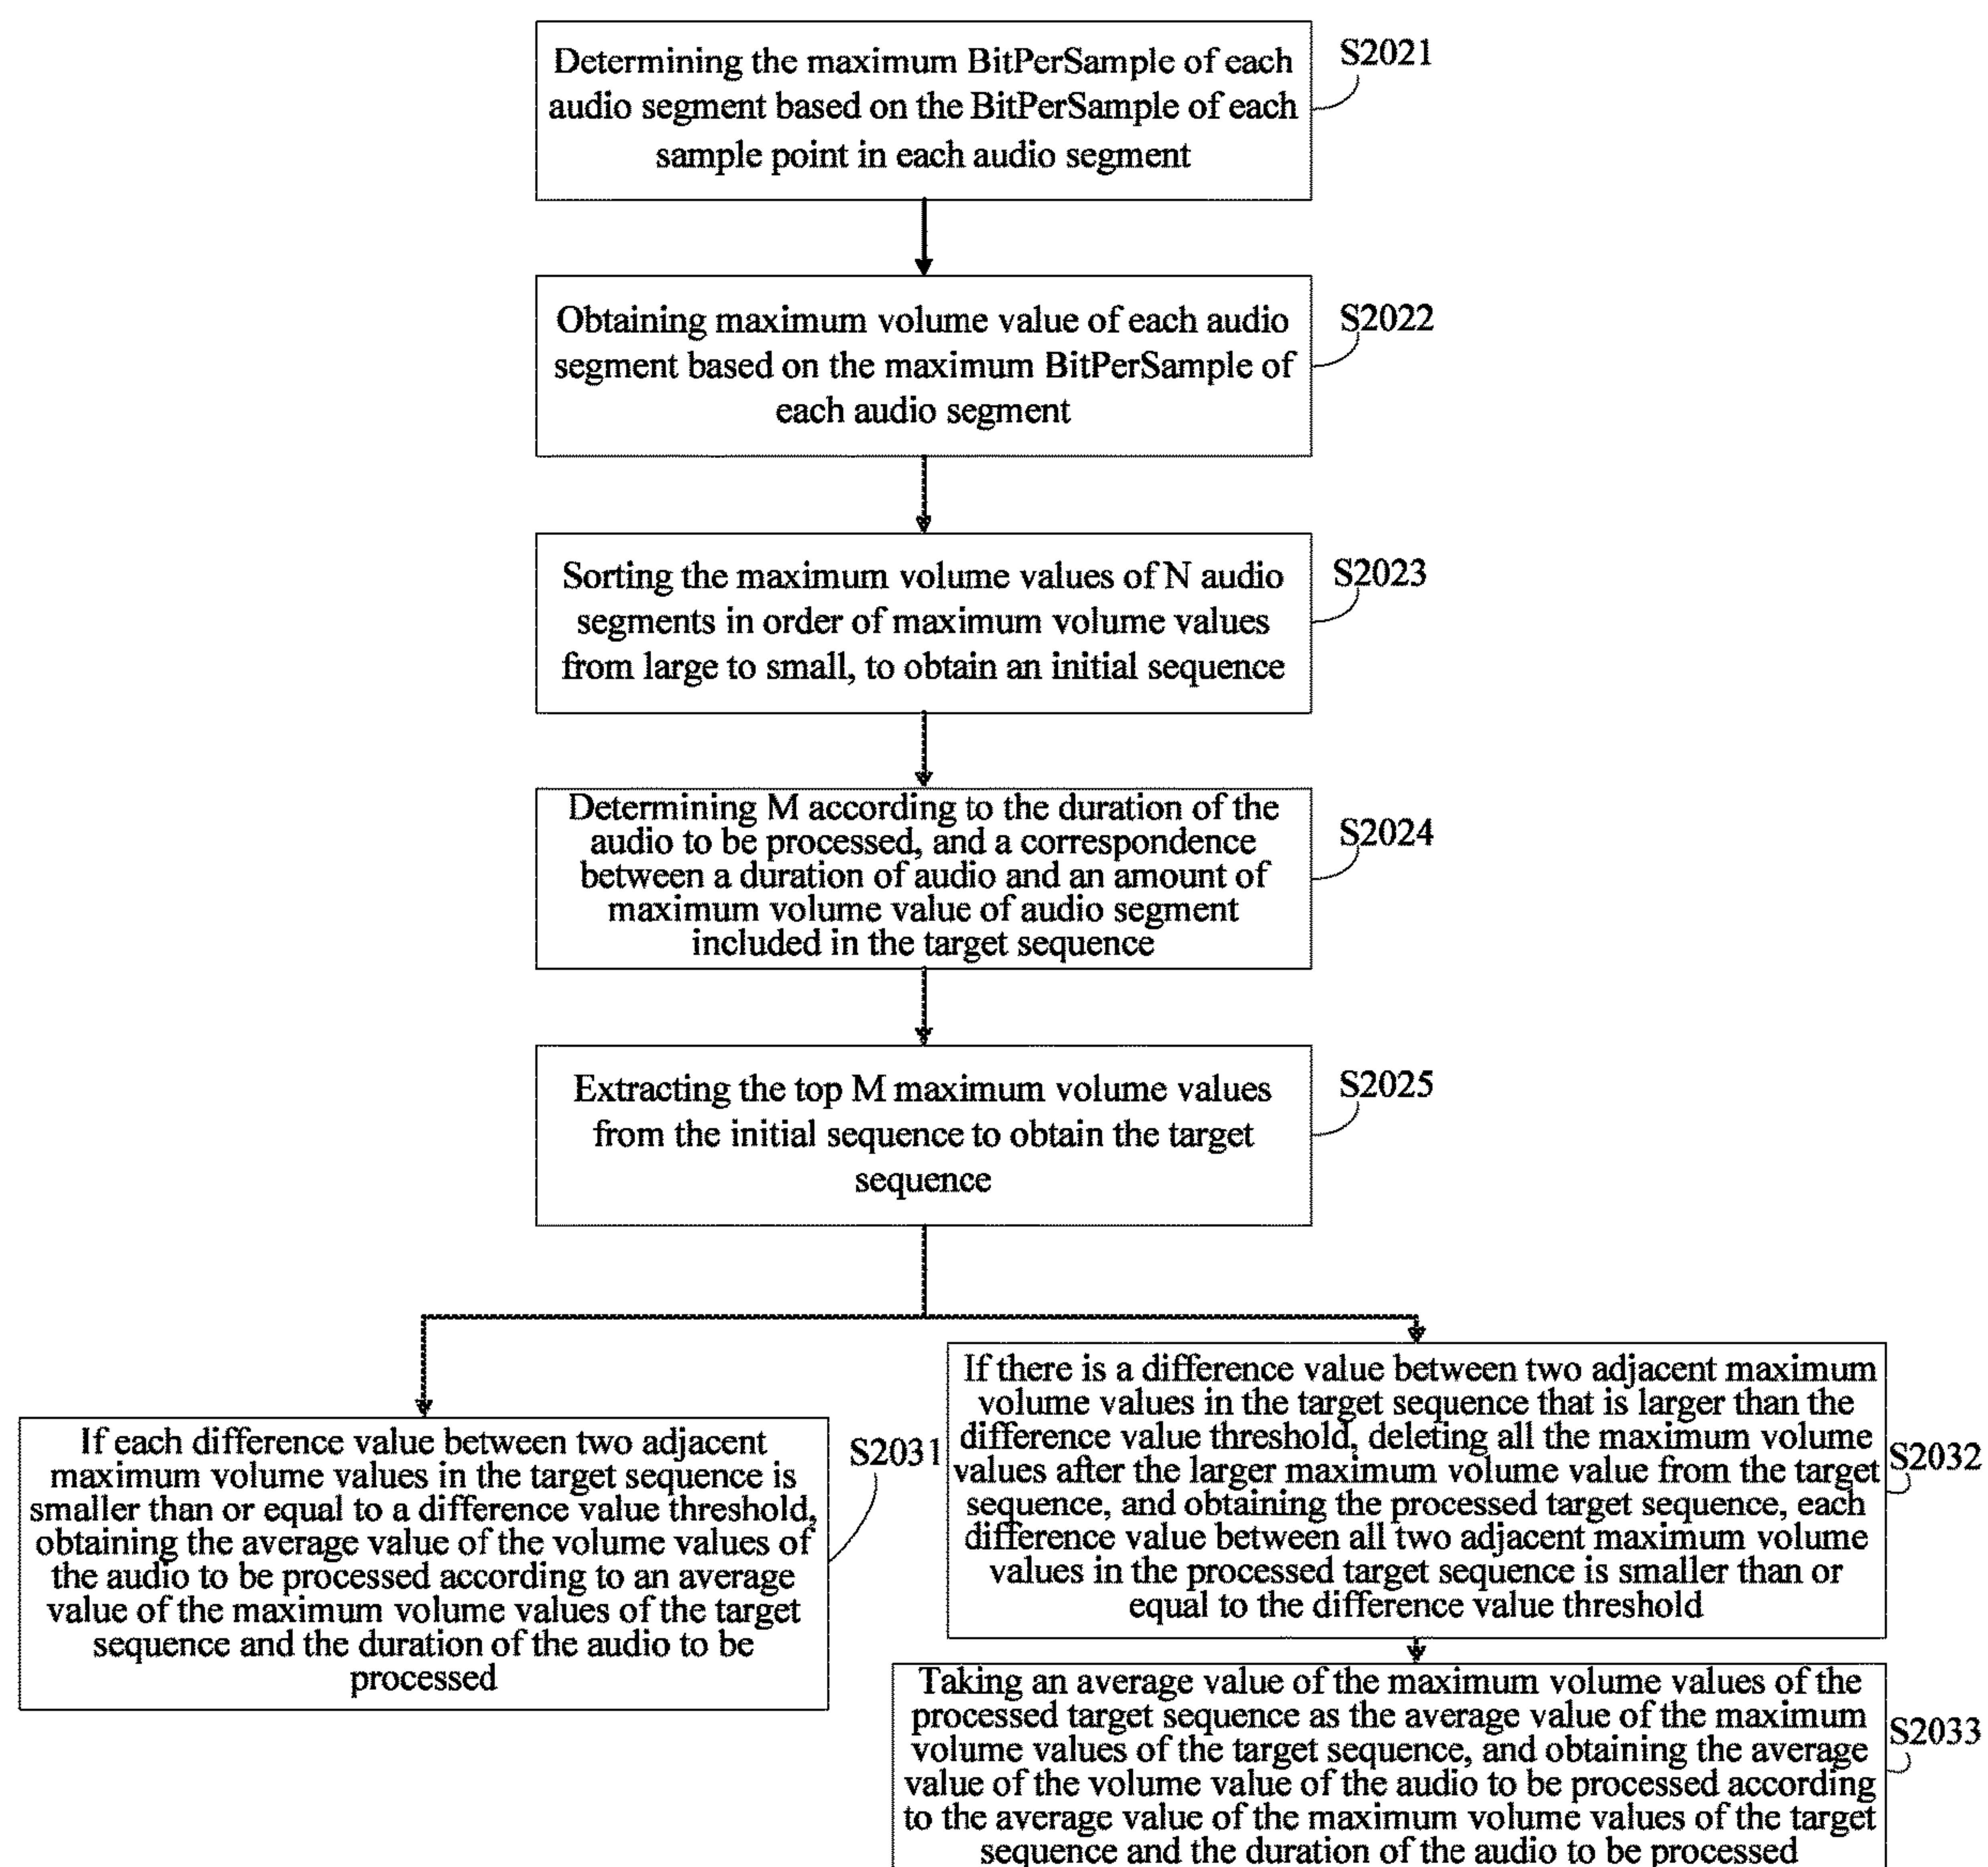 Determining the maximum BitPerSample of each
audio segment based on the BitPerSample of each
sample point in each audio segment
S2021
Obtaining maximum volume value of each audio
segment based on the maximum BitPerSample of
each audio segment
S2022
Sorting the maximum volume values of N audio
segments in order of maximum volume values
from large to small, to obtain an initial sequence
S2023
Determining M according to the duration of the
audio to be processed, and a correspondence
between a duration of audio and an amount of
maximum volume value of audio segment
included in the target sequence
S2024
Extracting the top M maximum volume values
from the initial sequence to obtain the target
sequence
S2025
If each difference value between two adjacent
maximum volume values in the target sequence is
smaller than or equal to a difference value threshold,
obtaining the average value of the volume values of
the audio to be processed according to an average
value of the maximum volume values of the target
sequence and the duration of the audio to be
processed
S2031
If there is a difference value between two adjacent maximum
volume values in the target sequence that is larger than the
difference value threshold, deleting all the maximum volume
values after the larger maximum volume value from the target
sequence, and obtaining the processed target sequence, each
difference value between all two adjacent maximum volume
values in the processed target sequence is smaller than or
equal to the difference value threshold
S2032
Taking an average value of the maximum volume values of the
processed target sequence as the average value of the maximum
volume values of the target sequence, and obtaining the average
value of the volume value of the audio to be processed according
to the average value of the maximum volume values of the target
sequence and the duration of the audio to be processed
S2033